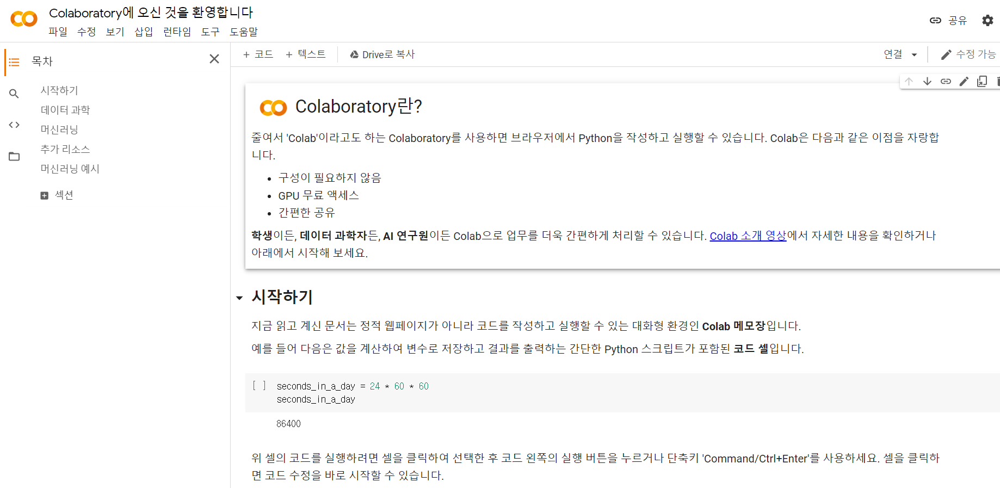 Colaboratory에 오신 것을 환영합니다
파일 수정 보기 삽입 런타임 도구 도움말
공유
목차
시작하기
데이터 과학
머신러닝
추가 리소스
머신러닝 예시
섹션
+ 코드 + 텍스트 Drive로 복사
연결 수정 가능
Colaboratory란?
줄여서 'Colab'이라고도 하는 Colaboratory를 사용하면 브라우저에서 Python을 작성하고 실행할 수 있습니다. Colab은 다음과 같은 이점을 자랑합
니다.
• 구성이 필요하지 않음
• GPU 무료 액세스
• 간편한 공유
학생이든, 데이터 과학자든, AI 연구원이든 Colab으로 업무를 더욱 간편하게 처리할 수 있습니다. Colab 소개 영상에서 자세한 내용을 확인하거나
아래에서 시작해 보세요.
시작하기
지금 읽고 계신 문서는 정적 웹페이지가 아니라 코드를 작성하고 실행할 수 있는 대화형 환경인 Colab 메모장입니다.
예를 들어 다음은 값을 계산하여 변수로 저장하고 결과를 출력하는 간단한 Python 스크립트가 포함된 코드 셀입니다.
[ ] seconds_in_a_day = 24 * 60 * 60
seconds_in_a_day
86400
위 셀의 코드를 실행하려면 셀을 클릭하여 선택한 후 코드 왼쪽의 실행 버튼을 누르거나 단축키 'Command/Ctrl+Enter'를 사용하세요. 셀을 클릭하
면 코드 수정을 바로 시작할 수 있습니다.